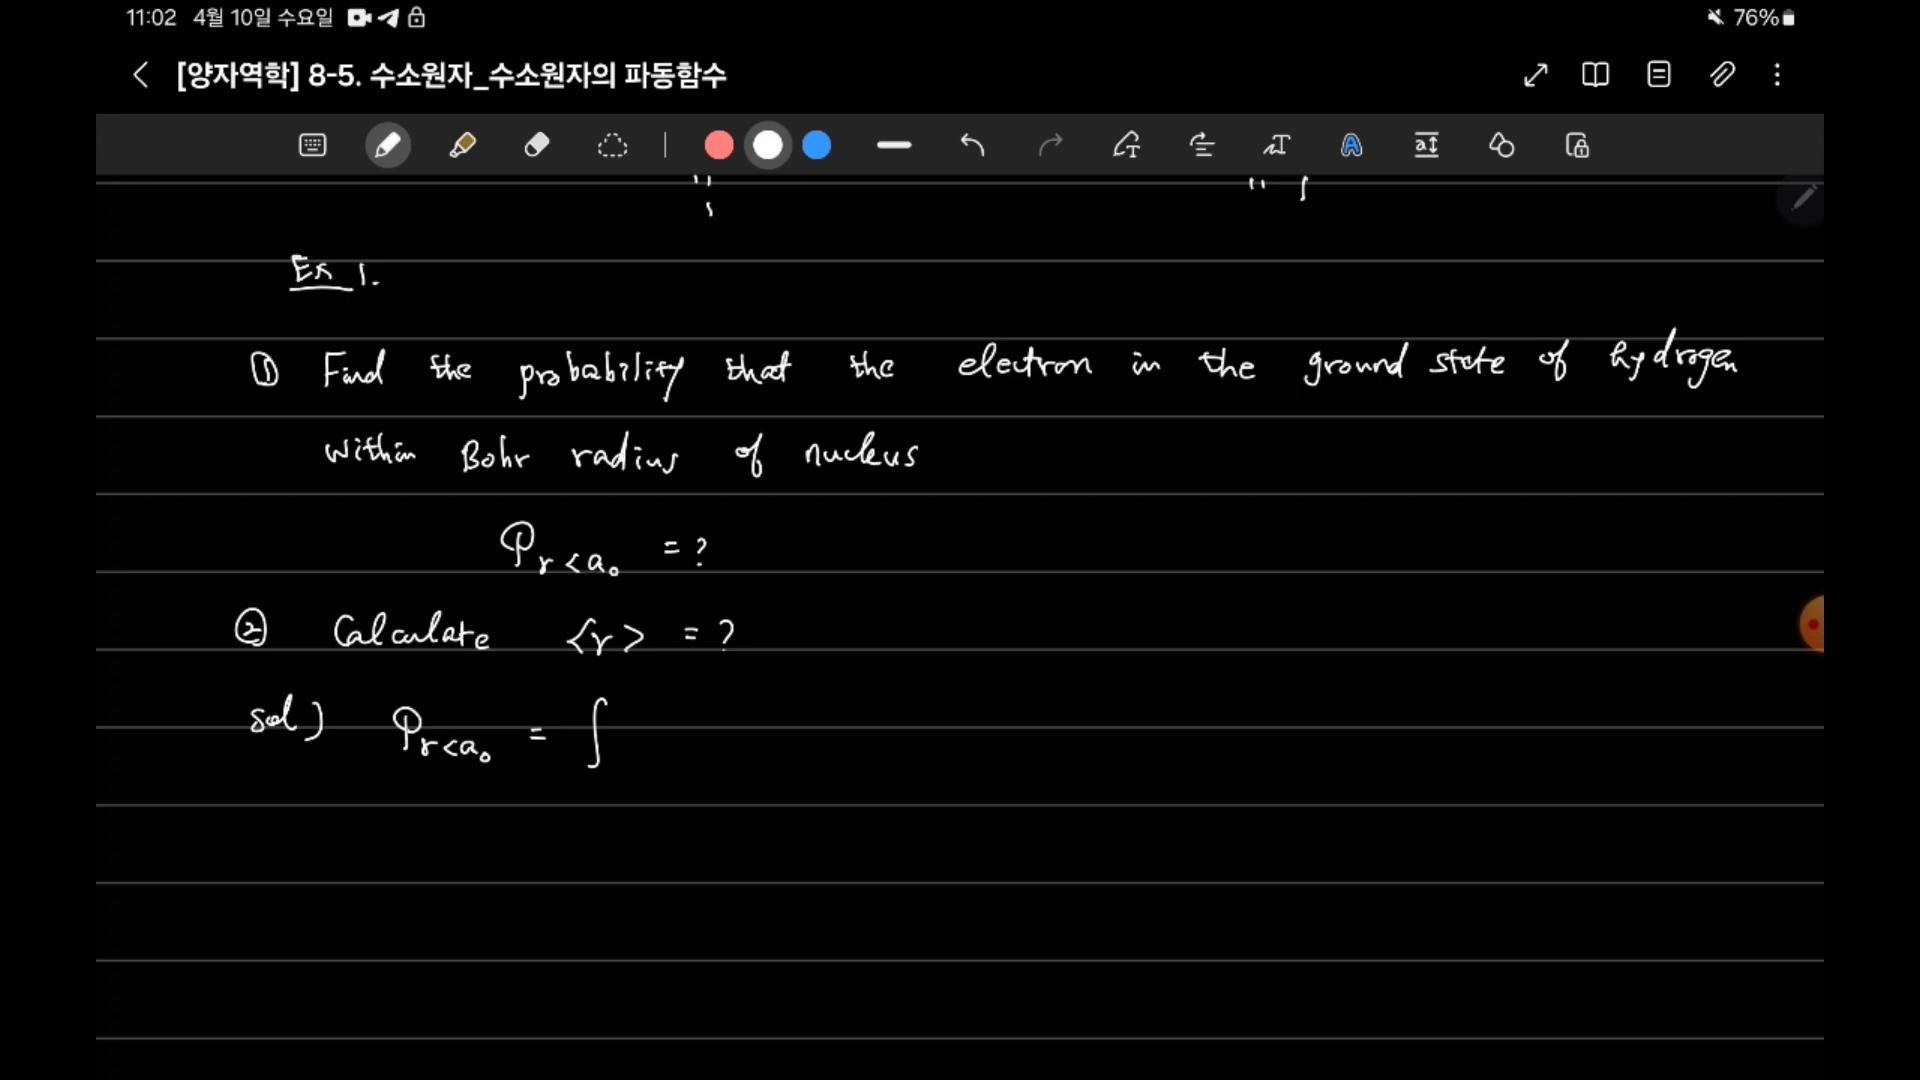 11:02 4월 10일 수요일 76%
[양자역학] 8-5. 수소원자_수소원자의 파동함수
Ex 1.
① Find the probability that the electron in the ground state of hydrogen
within Bohr radius of nucleus
P_{r<a₀} = ?
② Calculate <r> = ?
sol) P_{r<a₀} = ∫